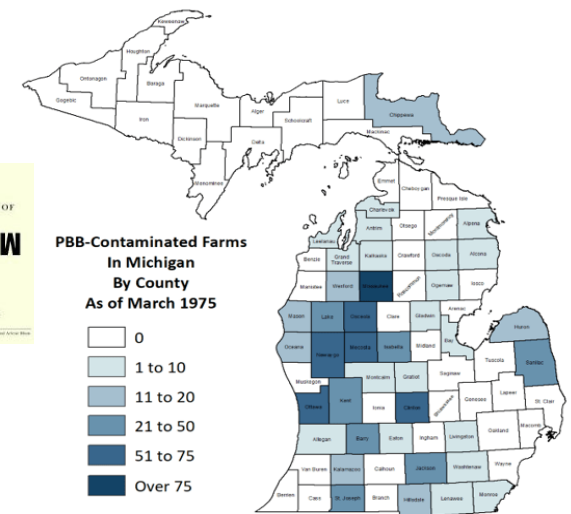 OF
M
PBB-Contaminated Farms
In Michigan
By County
As of March 1975
0
1 to 10
11 to 20
21 to 50
51 to 75
Over 75
Keweenaw
Houghton
Ontonagon
Baraga
Gogebic
Iron
Marquette
Dickinson
Menominee
Alger
Delta
Schoolcraft
Luce
Chippewa
Mackinac
Emmet
Cheboygan
Presque Isle
Charlevoix
Leelanau
Antrim
Otsego
Montmorency
Alpena
Benzie
Grand
Traverse
Kalkaska
Crawford
Oscoda
Alcona
Manistee
Wexford
Missaukee
Roscommon
Ogemaw
Iosco
Mason
Lake
Osceola
Clare
Gladwin
Arenac
Oceana
Newaygo
Mecosta
Isabella
Midland
Bay
Huron
Muskegon
Montcalm
Gratiot
Saginaw
Tuscola
Sanilac
Ottawa
Kent
Ionia
Clinton
Shiawassee
Genesee
Lapeer
St. Clair
Allegan
Barry
Eaton
Ingham
Livingston
Oakland
Macomb
Van Buren
Kalamazoo
Calhoun
Jackson
Washtenaw
Wayne
Berrien
Cass
St. Joseph
Branch
Hillsdale
Lenawee
Monroe